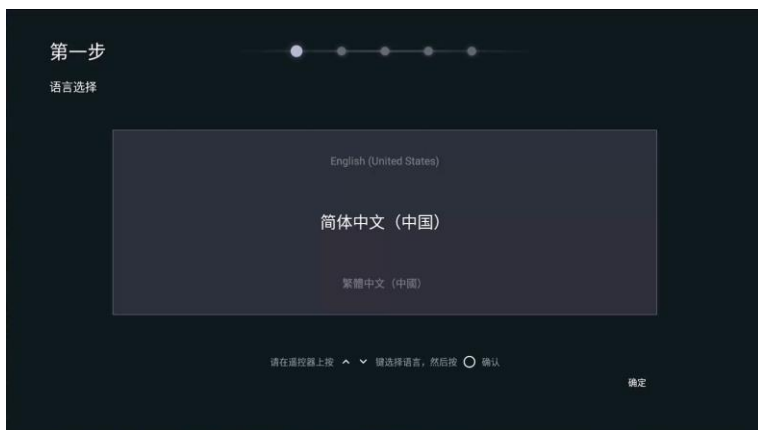 第一步
语言选择
English (United States)
简体中文（中国）
繁體中文（中國）
请在遥控器上按 键选择语言，然后按 确认
确定